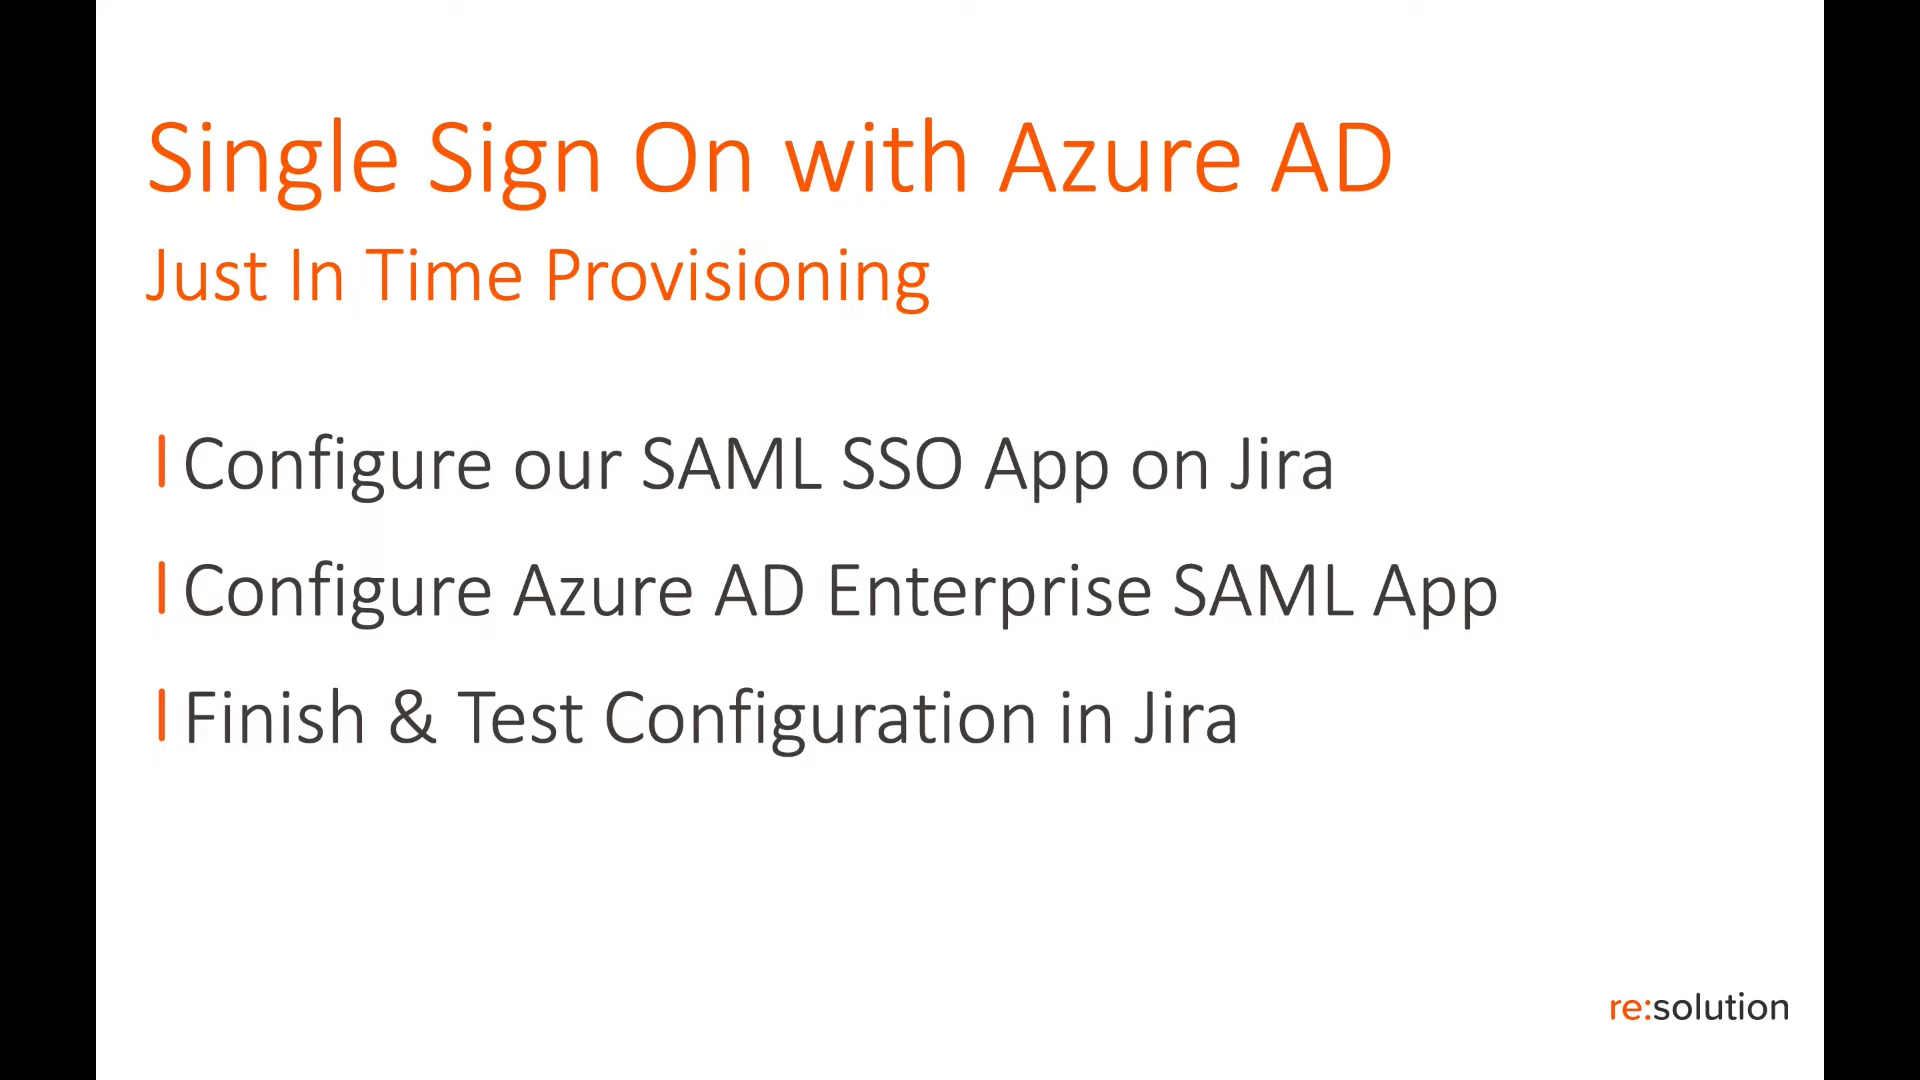 Single Sign On with Azure AD
Just In Time Provisioning
Configure our SAML SSO App on Jira
Configure Azure AD Enterprise SAML App
Finish & Test Configuration in Jira
re:solution